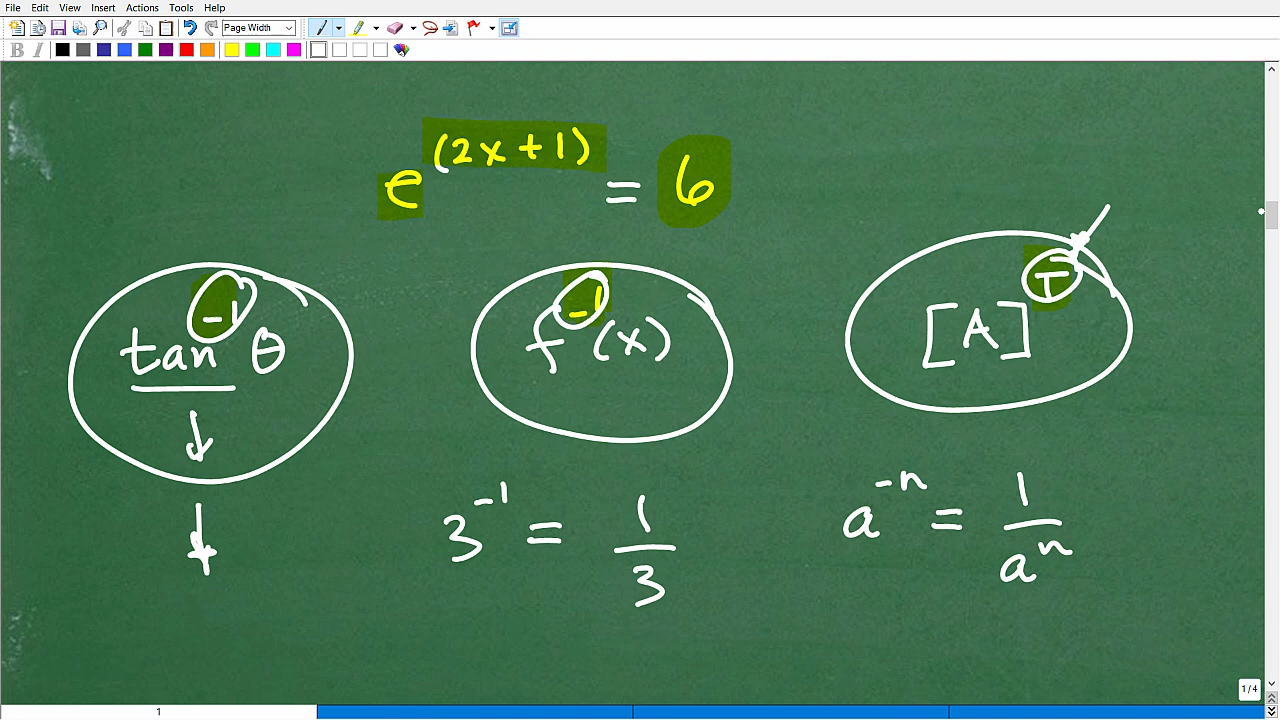 File Edit View Insert Actions Tools Help
Page Width
B I
e^(2x + 1) = 6
tan^-1 θ
f^-1 (x)
[A]^T
3^-1 = 1/3
a^-n = 1/a^n
1/4
1